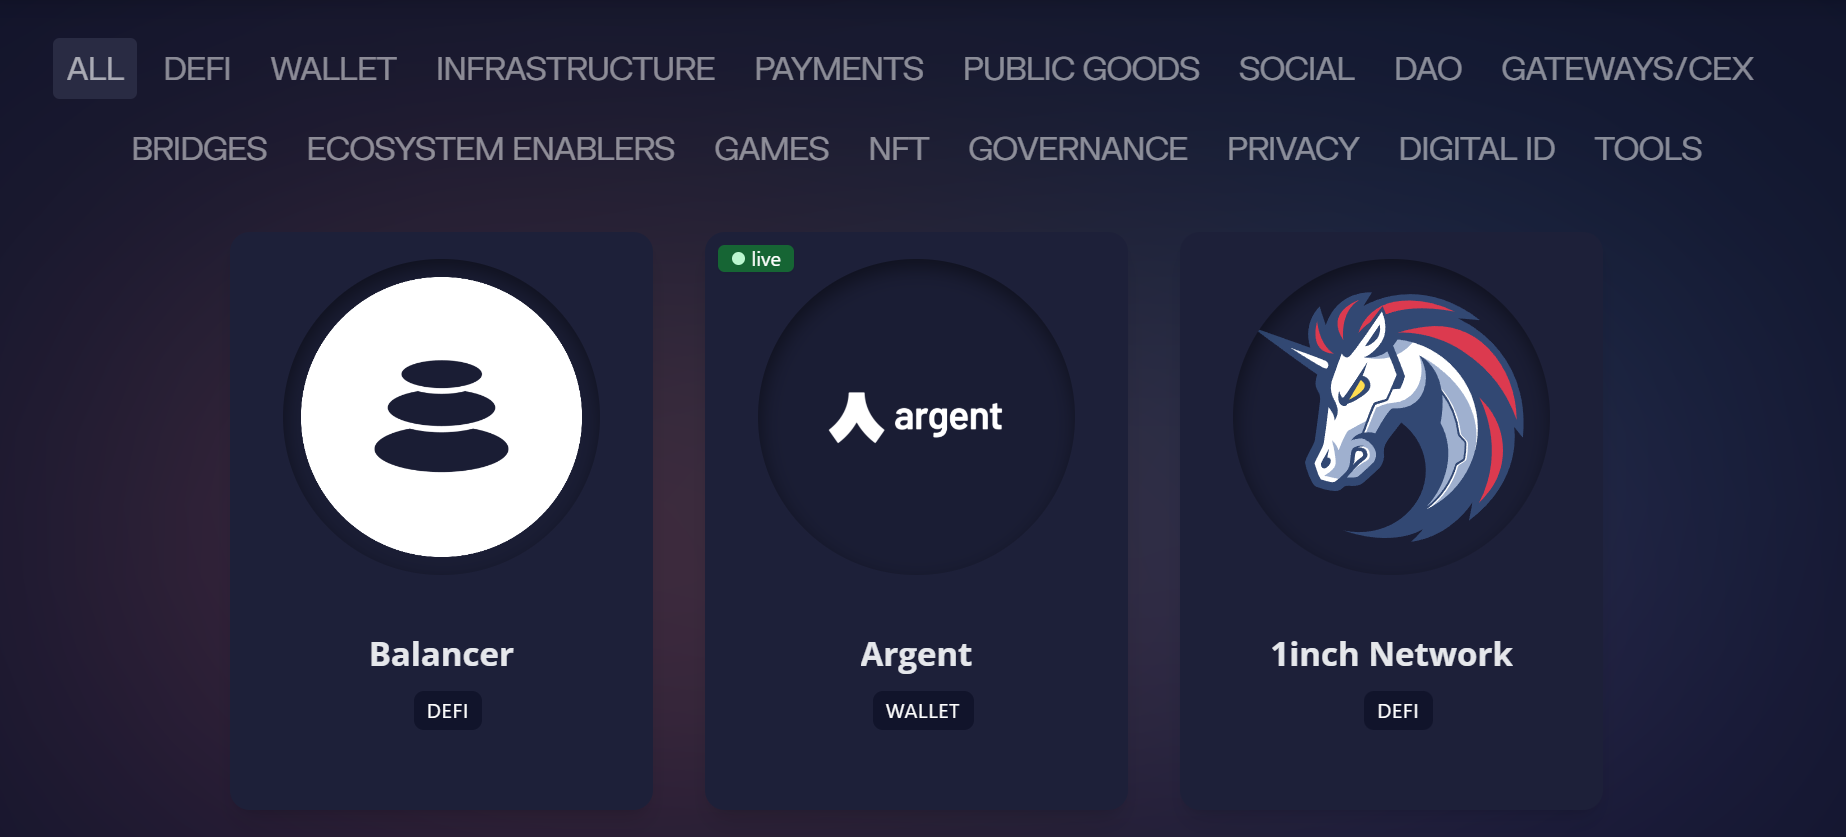 ALL DEFI WALLET INFRASTRUCTURE PAYMENTS PUBLIC GOODS SOCIAL DAO GATEWAYS/CEX
BRIDGES ECOSYSTEM ENABLERS GAMES NFT GOVERNANCE PRIVACY DIGITAL ID TOOLS
live
argent
Balancer
DEFI
Argent
WALLET
1inch Network
DEFI